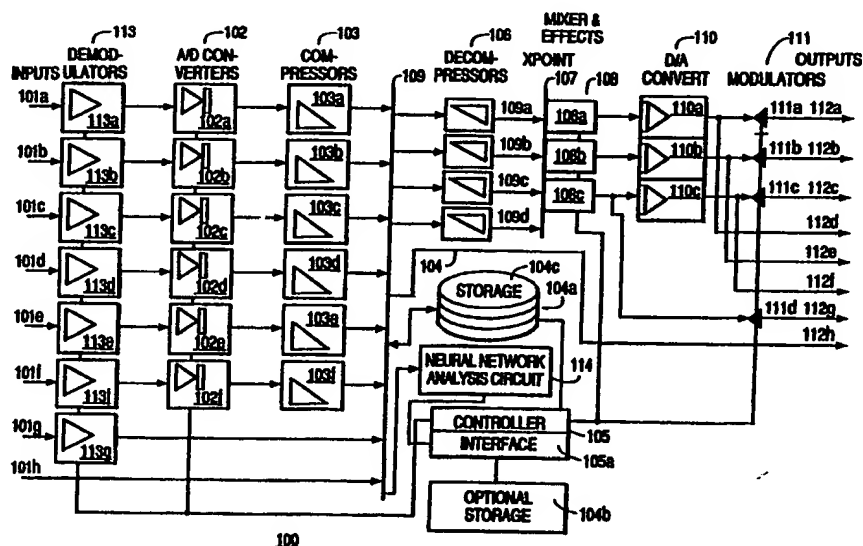 113
102
103
106
MIXER & EFFECTS
110
111
DEMOD-
ULATORS
A/D CON-
VERTERS
COM-
PRESSORS
109
DECOM-
PRESSORS
XPOINT
107
108
D/A
CONVERT
MODULATORS
OUTPUTS
INPUTS
101a
113a
102a
103a
109a
108a
110a
111a 112a
101b
113b
102b
103b
109b
108b
110b
111b 112b
101c
113c
102c
103c
109c
108c
110c
111c 112c
109d
112d
101d
113d
102d
103d
104
104c
STORAGE
104a
112e
112f
111d 112g
112h
101e
113e
102e
103e
NEURAL NETWORK
ANALYSIS CIRCUIT
114
101f
113f
102f
103f
CONTROLLER
105
INTERFACE
105a
101g
113g
101h
OPTIONAL
STORAGE
104b
100